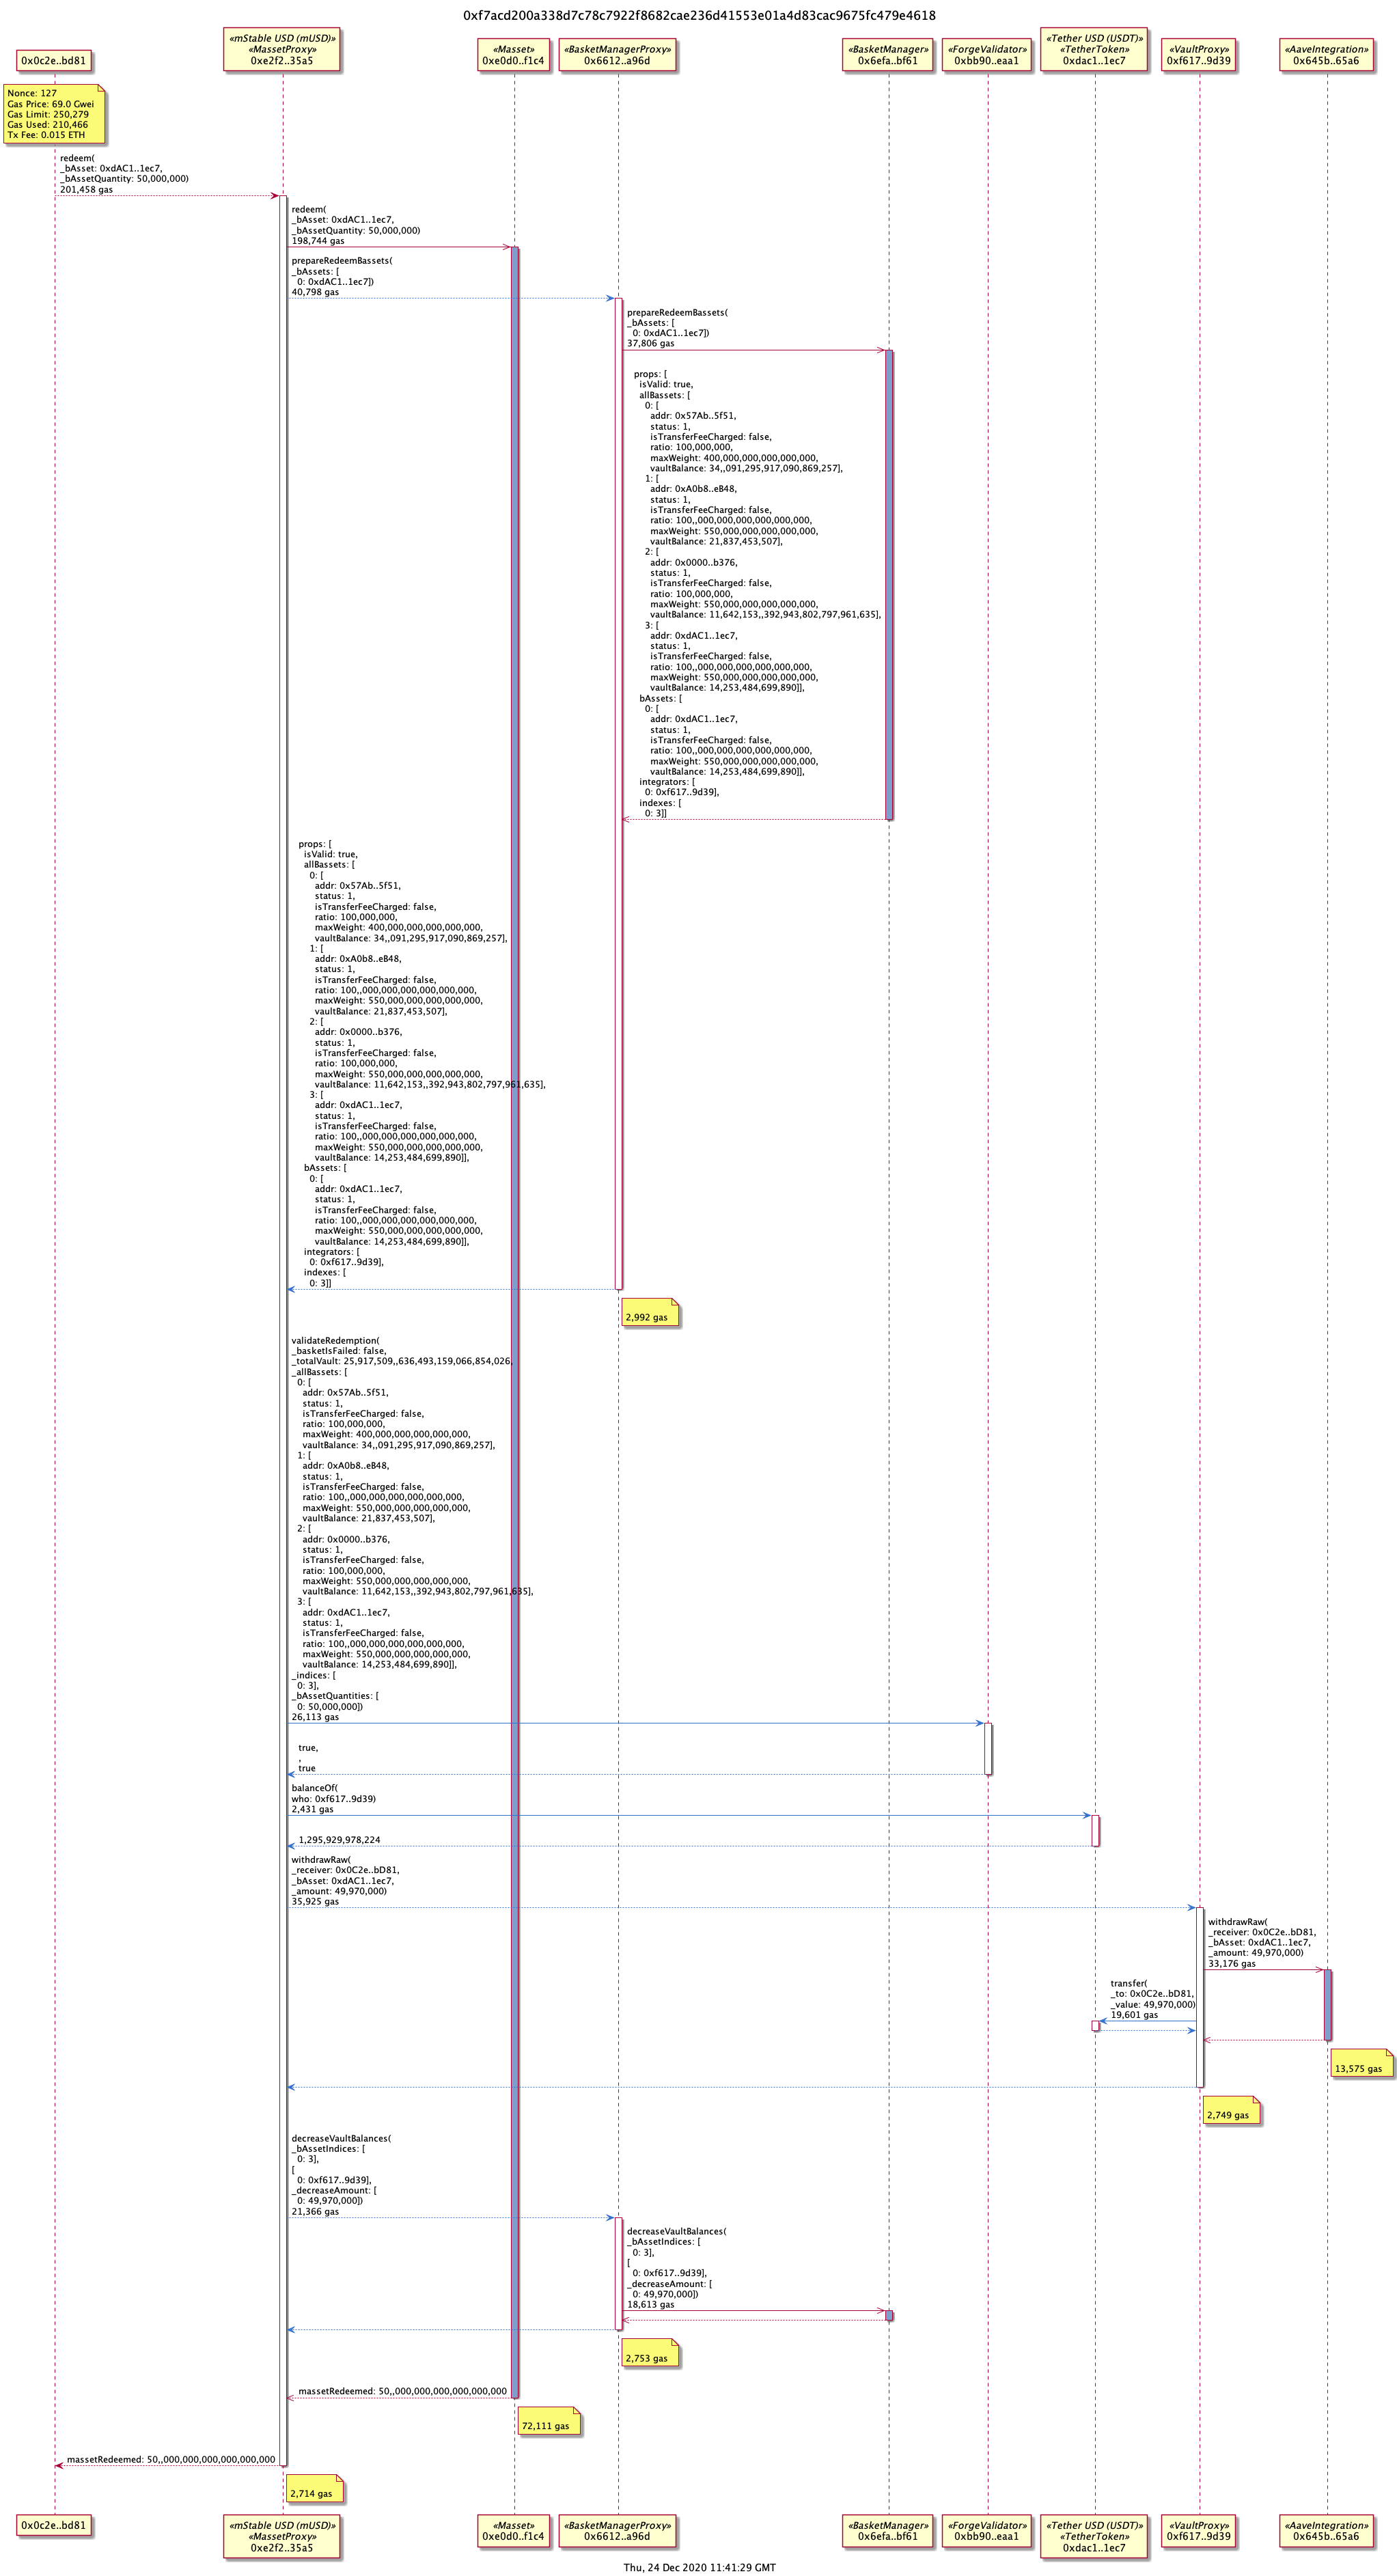 0xf7acd200a338d7c78c7922f8682cae236d41553e01a4d83cac9675fc479e4618
0x0c2e..bd81
«mStable USD (mUSD)»
«MassetProxy»
0xe2f2..35a5
«Masset»
0xe0d0..f1c4
«BasketManagerProxy»
0x6612..a96d
«BasketManager»
0x6efa..bf61
«ForgeValidator»
0xbb90..eaa1
«Tether USD (USDT)»
«TetherToken»
0xdac1..1ec7
«VaultProxy»
0xf617..9d39
«AaveIntegration»
0x645b..65a6
Nonce: 127
Gas Price: 69.0 Gwei
Gas Limit: 250,279
Gas Used: 210,466
Tx Fee: 0.015 ETH
redeem(
_bAsset: 0xdAC1..1ec7,
_bAssetQuantity: 50,000,000)
201,458 gas
redeem(
_bAsset: 0xdAC1..1ec7,
_bAssetQuantity: 50,000,000)
198,744 gas
prepareRedeemBassets(
_bAssets: [
0: 0xdAC1..1ec7])
40,798 gas
prepareRedeemBassets(
_bAssets: [
0: 0xdAC1..1ec7])
37,806 gas
props: [
isValid: true,
allBassets: [
0: [
addr: 0x57Ab..5f51,
status: 1,
isTransferFeeCharged: false,
ratio: 100,000,000,
maxWeight: 400,000,000,000,000,000,
vaultBalance: 34,,091,295,917,090,869,257],
1: [
addr: 0xA0b8..eB48,
status: 1,
isTransferFeeCharged: false,
ratio: 100,,000,000,000,000,000,000,
maxWeight: 550,000,000,000,000,000,
vaultBalance: 21,837,453,507],
2: [
addr: 0x0000..b376,
status: 1,
isTransferFeeCharged: false,
ratio: 100,000,000,
maxWeight: 550,000,000,000,000,000,
vaultBalance: 11,642,153,,392,943,802,797,961,635],
3: [
addr: 0xdAC1..1ec7,
status: 1,
isTransferFeeCharged: false,
ratio: 100,,000,000,000,000,000,000,
maxWeight: 550,000,000,000,000,000,
vaultBalance: 14,253,484,699,890]],
bAssets: [
0: [
addr: 0xdAC1..1ec7,
status: 1,
isTransferFeeCharged: false,
ratio: 100,,000,000,000,000,000,000,
maxWeight: 550,000,000,000,000,000,
vaultBalance: 14,253,484,699,890]],
integrators: [
0: 0xf617..9d39],
indexes: [
0: 3]]
props: [
isValid: true,
allBassets: [
0: [
addr: 0x57Ab..5f51,
status: 1,
isTransferFeeCharged: false,
ratio: 100,000,000,
maxWeight: 400,000,000,000,000,000,
vaultBalance: 34,,091,295,917,090,869,257],
1: [
addr: 0xA0b8..eB48,
status: 1,
isTransferFeeCharged: false,
ratio: 100,,000,000,000,000,000,000,
maxWeight: 550,000,000,000,000,000,
vaultBalance: 21,837,453,507],
2: [
addr: 0x0000..b376,
status: 1,
isTransferFeeCharged: false,
ratio: 100,000,000,
maxWeight: 550,000,000,000,000,000,
vaultBalance: 11,642,153,,392,943,802,797,961,635],
3: [
addr: 0xdAC1..1ec7,
status: 1,
isTransferFeeCharged: false,
ratio: 100,,000,000,000,000,000,000,
maxWeight: 550,000,000,000,000,000,
vaultBalance: 14,253,484,699,890]],
bAssets: [
0: [
addr: 0xdAC1..1ec7,
status: 1,
isTransferFeeCharged: false,
ratio: 100,,000,000,000,000,000,000,
maxWeight: 550,000,000,000,000,000,
vaultBalance: 14,253,484,699,890]],
integrators: [
0: 0xf617..9d39],
indexes: [
0: 3]]
2,992 gas
validateRedemption(
_basketIsFailed: false,
_totalVault: 25,917,509,,636,493,159,066,854,026,
_allBassets: [
0: [
addr: 0x57Ab..5f51,
status: 1,
isTransferFeeCharged: false,
ratio: 100,000,000,
maxWeight: 400,000,000,000,000,000,
vaultBalance: 34,,091,295,917,090,869,257],
1: [
addr: 0xA0b8..eB48,
status: 1,
isTransferFeeCharged: false,
ratio: 100,,000,000,000,000,000,000,
maxWeight: 550,000,000,000,000,000,
vaultBalance: 21,837,453,507],
2: [
addr: 0x0000..b376,
status: 1,
isTransferFeeCharged: false,
ratio: 100,000,000,
maxWeight: 550,000,000,000,000,000,
vaultBalance: 11,642,153,,392,943,802,797,961,635],
3: [
addr: 0xdAC1..1ec7,
status: 1,
isTransferFeeCharged: false,
ratio: 100,,000,000,000,000,000,000,
maxWeight: 550,000,000,000,000,000,
vaultBalance: 14,253,484,699,890]],
_indices: [
0: 3],
_bAssetQuantities: [
0: 50,000,000])
26,113 gas
true,
,
true
balanceOf(
who: 0xf617..9d39)
2,431 gas
1,295,929,978,224
withdrawRaw(
_receiver: 0x0C2e..bD81,
_bAsset: 0xdAC1..1ec7,
_amount: 49,970,000)
35,925 gas
withdrawRaw(
_receiver: 0x0C2e..bD81,
_bAsset: 0xdAC1..1ec7,
_amount: 49,970,000)
33,176 gas
transfer(
_to: 0x0C2e..bD81,
_value: 49,970,000)
19,601 gas
13,575 gas
2,749 gas
decreaseVaultBalances(
_bAssetIndices: [
0: 3],
[
0: 0xf617..9d39],
_decreaseAmount: [
0: 49,970,000])
21,366 gas
decreaseVaultBalances(
_bAssetIndices: [
0: 3],
[
0: 0xf617..9d39],
_decreaseAmount: [
0: 49,970,000])
18,613 gas
2,753 gas
massetRedeemed: 50,,000,000,000,000,000,000
72,111 gas
massetRedeemed: 50,,000,000,000,000,000,000
2,714 gas
0x0c2e..bd81
«mStable USD (mUSD)»
«MassetProxy»
0xe2f2..35a5
«Masset»
0xe0d0..f1c4
«BasketManagerProxy»
0x6612..a96d
«BasketManager»
0x6efa..bf61
«ForgeValidator»
0xbb90..eaa1
«Tether USD (USDT)»
«TetherToken»
0xdac1..1ec7
«VaultProxy»
0xf617..9d39
«AaveIntegration»
0x645b..65a6
Thu, 24 Dec 2020 11:41:29 GMT